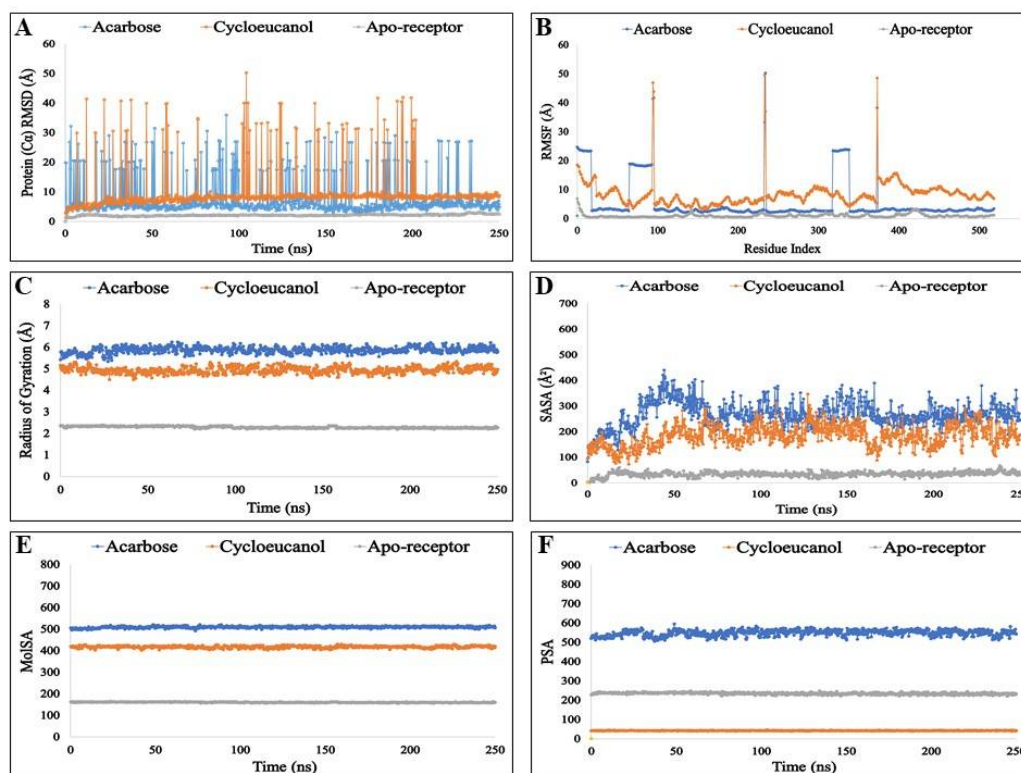 A
Acarbose Cycloeucanol Apo-receptor
Protein (Cα) RMSD (Å)
60
50
40
30
20
10
0
0 50 100 150 200 250
Time (ns)
B
Acarbose Cycloeucanol Apo-receptor
RMSF (Å)
60
50
40
30
20
10
0
0 100 200 300 400 500
Residue Index
C
Acarbose Cycloeucanol Apo-receptor
Radius of Gyration (Å)
8
7
6
5
4
3
2
1
0
0 50 100 150 200 250
Time (ns)
D
Acarbose Cycloeucanol Apo-receptor
SASA (Å²)
700
600
500
400
300
200
100
0
0 50 100 150 200 250
Time (ns)
E
Acarbose Cycloeucanol Apo-receptor
MolSA
800
700
600
500
400
300
200
100
0
0 50 100 150 200 250
Time (ns)
F
Acarbose Cycloeucanol Apo-receptor
PSA
900
800
700
600
500
400
300
200
100
0
0 50 100 150 200 250
Time (ns)